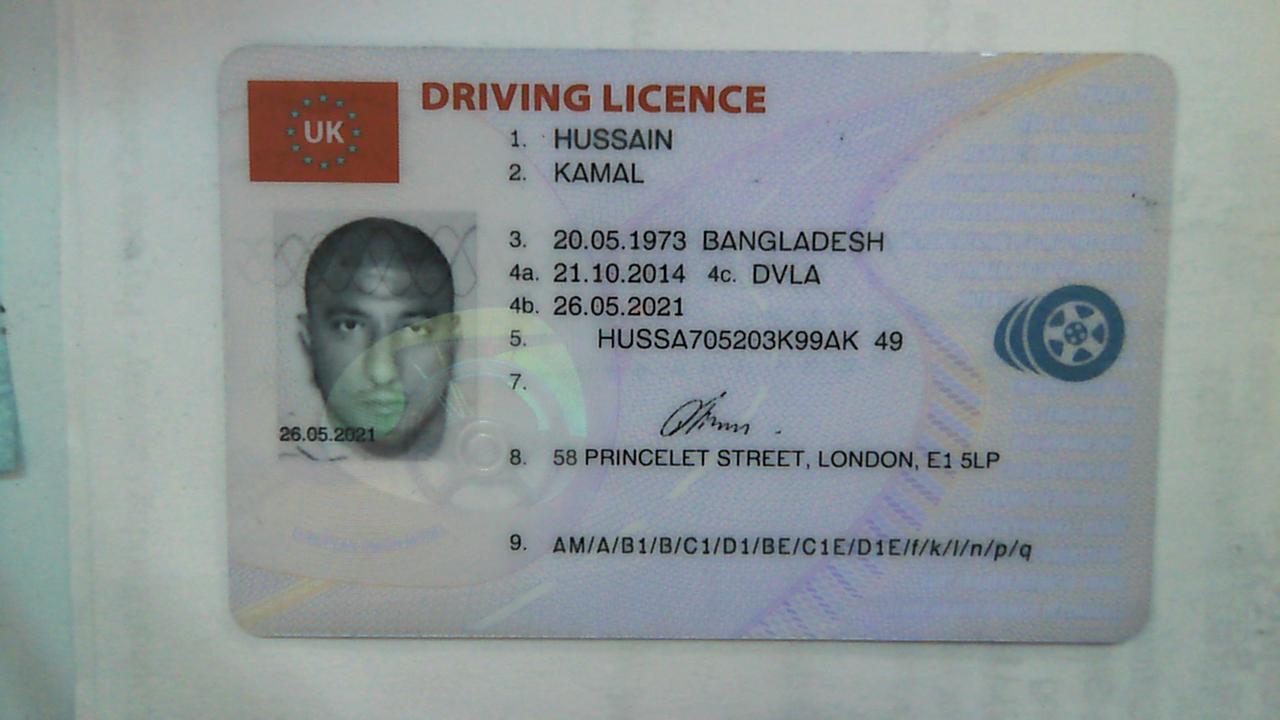 DRIVING LICENCE
UK
1. HUSSAIN
2. KAMAL
3. 20.05.1973 BANGLADESH
4a. 21.10.2014 4c. DVLA
4b. 26.05.2021
5. HUSSA705203K99AK 49
7.
26.05.2021
8. 58 PRINCELET STREET, LONDON, E1 5LP
9. AM/A/B1/B/C1/D1/BE/C1E/D1E/f/k/l/n/p/q